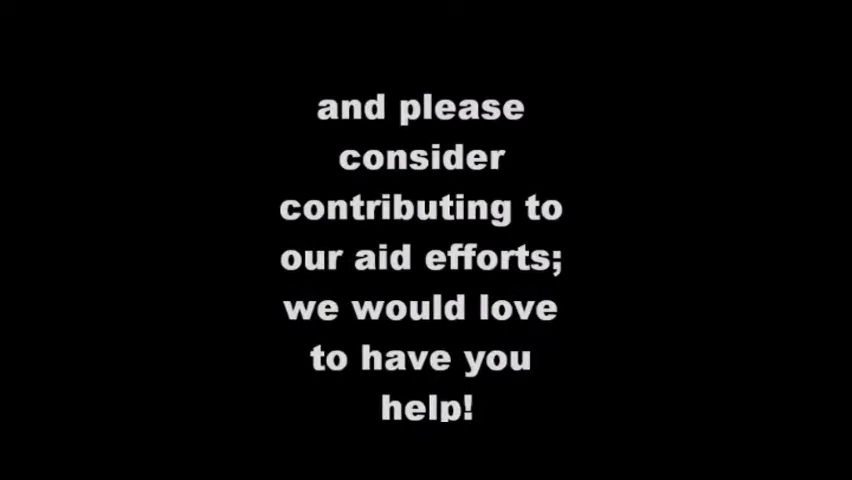 and please
consider
contributing to
our aid efforts;
we would love
to have you
help!